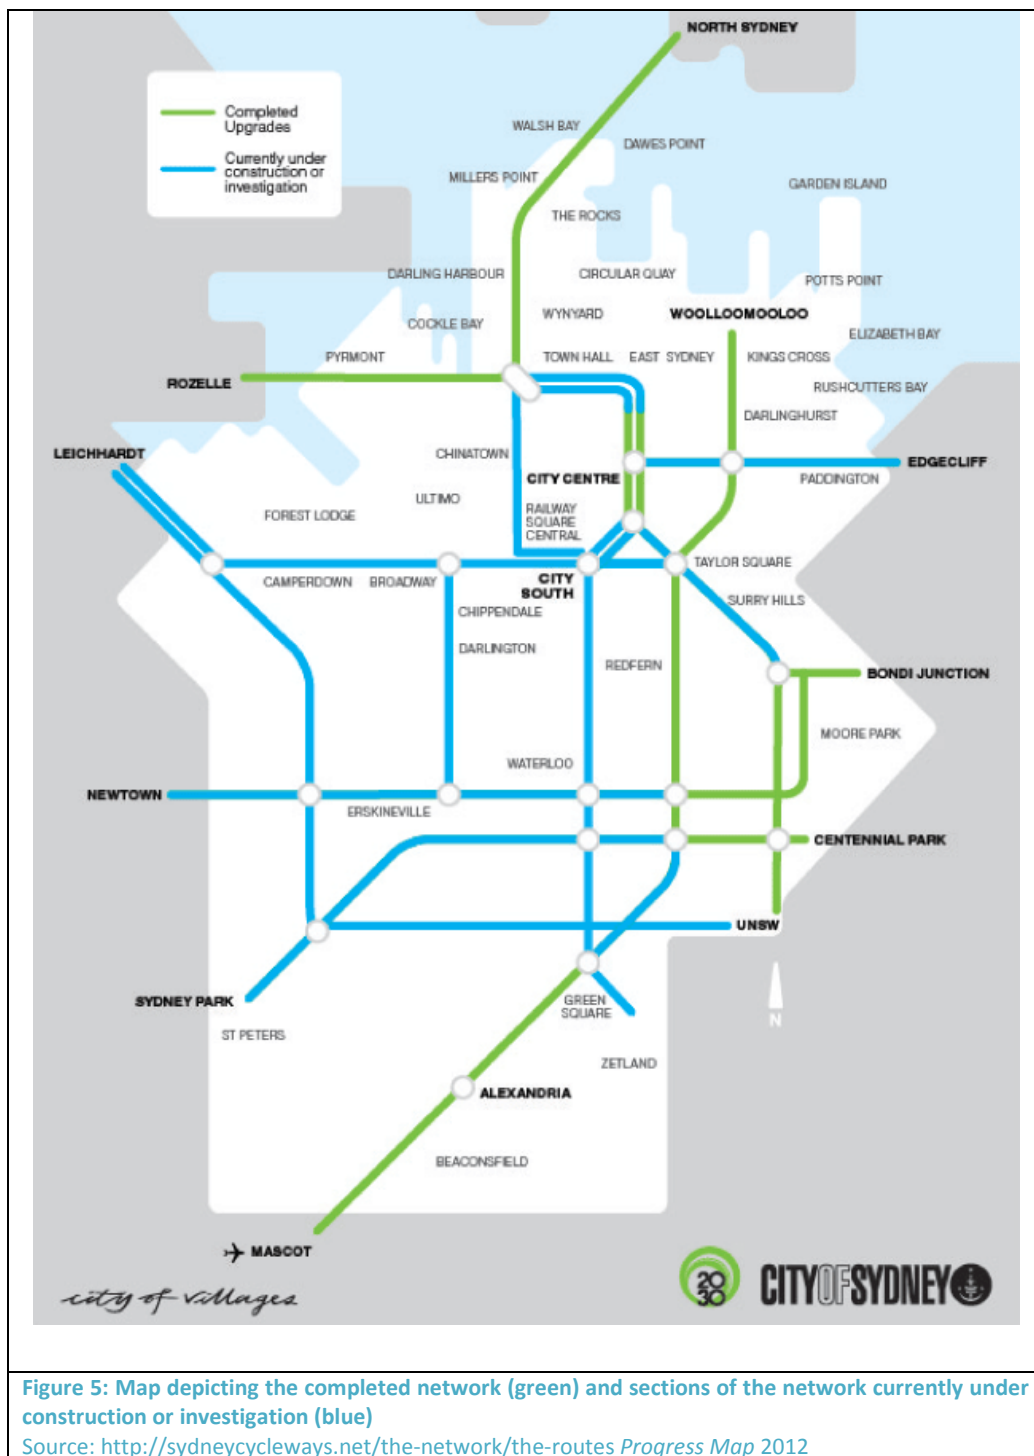 NORTH SYDNEY
Completed
Upgrades
Currently under
construction or
investigation
WALSH BAY
DAWES POINT
MILLERS POINT
GARDEN ISLAND
THE ROCKS
DARLING HARBOUR
CIRCULAR QUAY
POTTS POINT
COCKLE BAY
WYNYARD
WOOLLOOMOOLOO
ELIZABETH BAY
PYRMONT
TOWN HALL
EAST SYDNEY
KINGS CROSS
ROZELLE
RUSHCUTTERS BAY
DARLINGHURST
LEICHHARDT
CHINATOWN
EDGECLIFF
CITY CENTRE
PADDINGTON
ULTIMO
FOREST LODGE
RAILWAY
SQUARE
CENTRAL
TAYLOR SQUARE
CAMPERDOWN
BROADWAY
CITY
SOUTH
SURRY HILLS
CHIPPENDALE
DARLINGTON
REDFERN
BONDI JUNCTION
MOORE PARK
WATERLOO
NEWTOWN
ERSKINEVILLE
CENTENNIAL PARK
UNSW
SYDNEY PARK
GREEN
SQUARE
N
ST PETERS
ZETLAND
ALEXANDRIA
BEACONSFIELD
MASCOT
city of villages
2030
CITYOFSYDNEY
Figure 5: Map depicting the completed network (green) and sections of the network currently under
construction or investigation (blue)
Source: http://sydneycycleways.net/the-network/the-routes Progress Map 2012